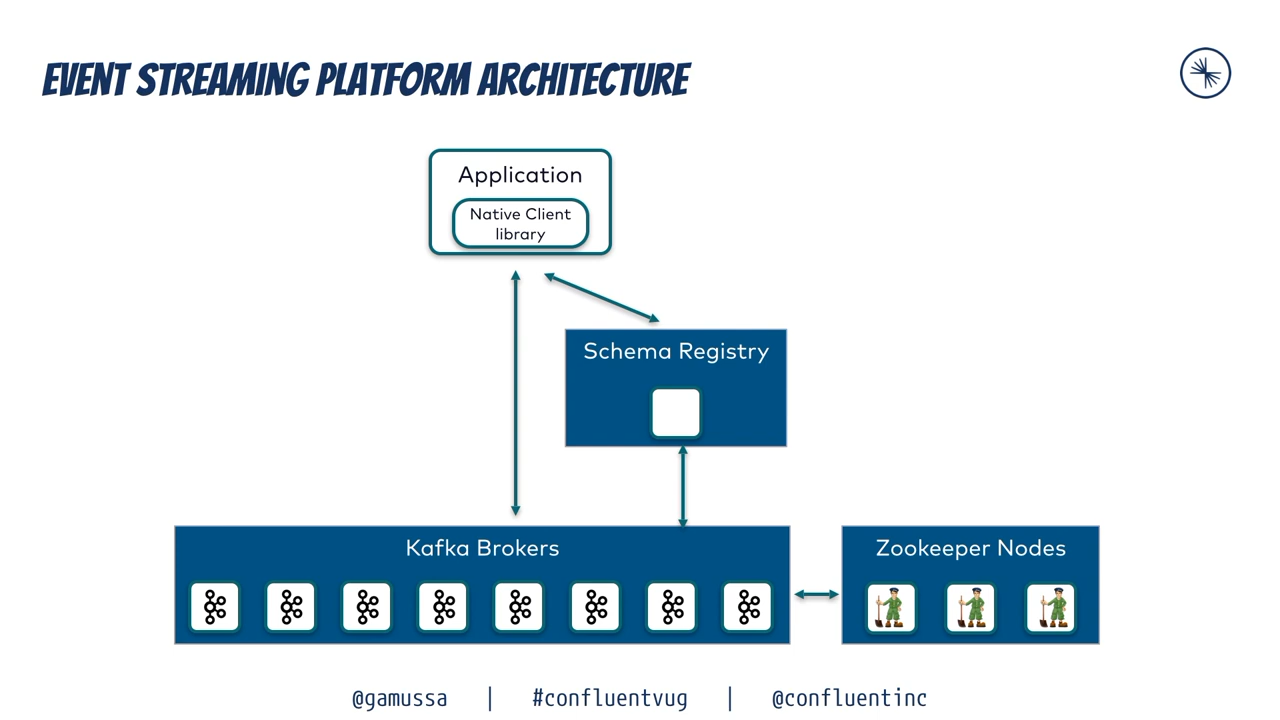 EVENT STREAMING PLATFORM ARCHITECTURE
Application
Native Client
library
Schema Registry
Kafka Brokers
Zookeeper Nodes
@gamussa | #confluentvug | @confluentinc